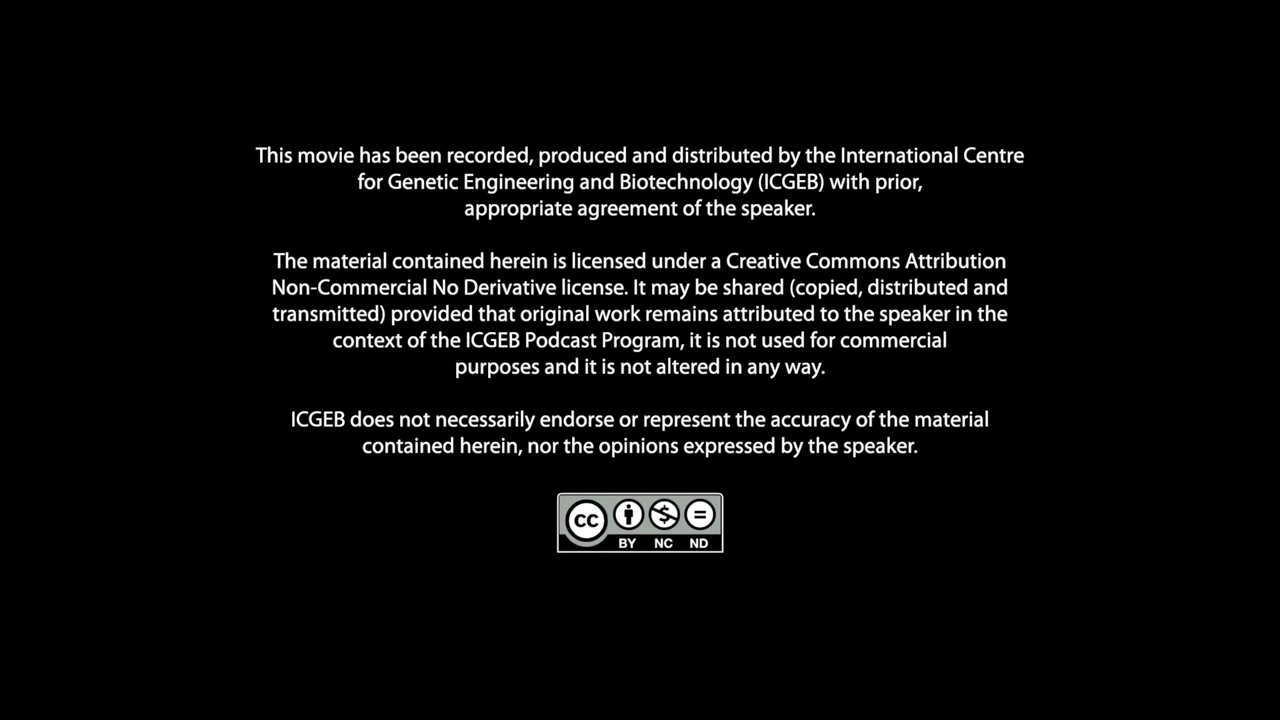 This movie has been recorded, produced and distributed by the International Centre
for Genetic Engineering and Biotechnology (ICGEB) with prior,
appropriate agreement of the speaker.
The material contained herein is licensed under a Creative Commons Attribution
Non-Commercial No Derivative license. It may be shared (copied, distributed and
transmitted) provided that original work remains attributed to the speaker in the
context of the ICGEB Podcast Program, it is not used for commercial
purposes and it is not altered in any way.
ICGEB does not necessarily endorse or represent the accuracy of the material
contained herein, nor the opinions expressed by the speaker.
CC $ =
BY NC ND